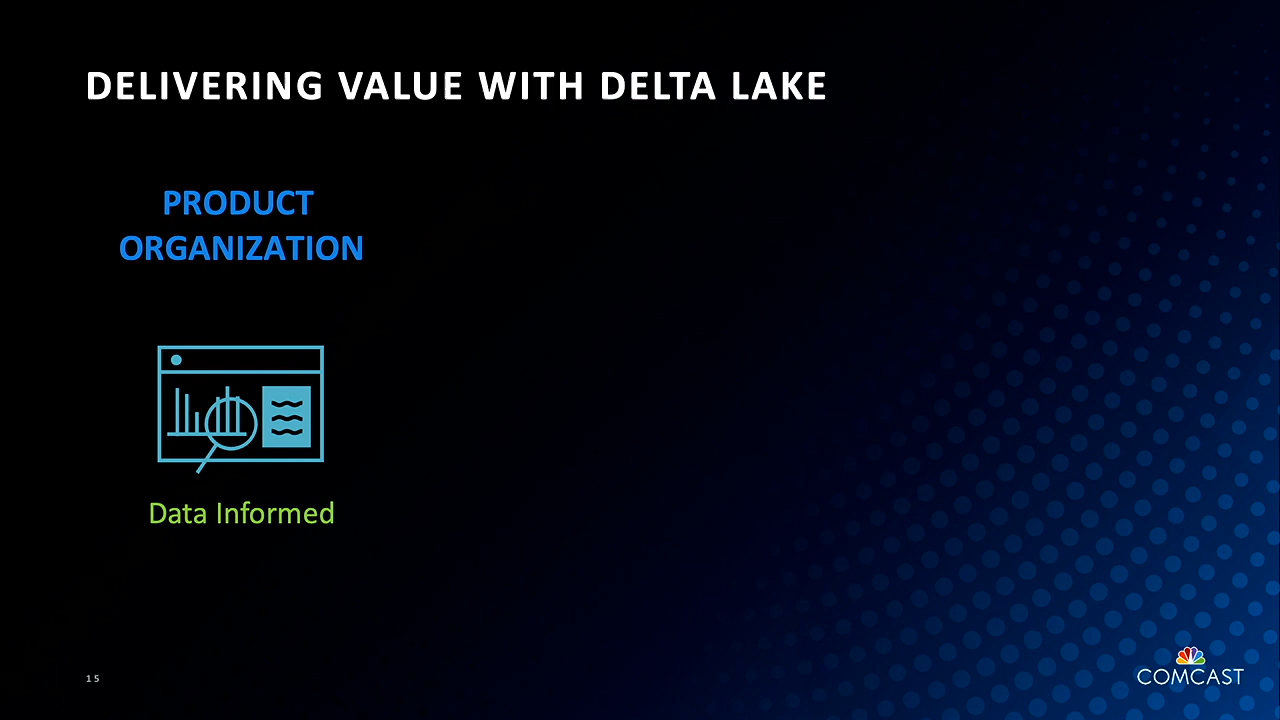 DELIVERING VALUE WITH DELTA LAKE
PRODUCT
ORGANIZATION
Data Informed
15
COMCAST